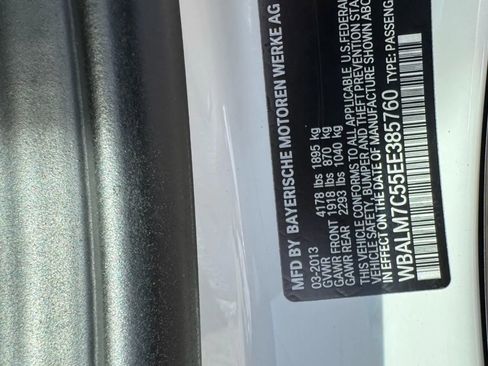 MFD BY BAYERISCHE MOTOREN WERKE AG
03-2013
GVWR 4178 lbs 1895 kg
GAWR FRONT 1918 lbs 870 kg
GAWR REAR 2293 lbs 1040 kg
THIS VEHICLE CONFORMS TO ALL APPLICABLE U.S. FEDERAL
VEHICLE SAFETY, BUMPER AND THEFT PREVENTION STA
IN EFFECT ON THE DATE OF MANUFACTURE SHOWN ABO
WBALM7C55EE385760 TYPE: PASSENG